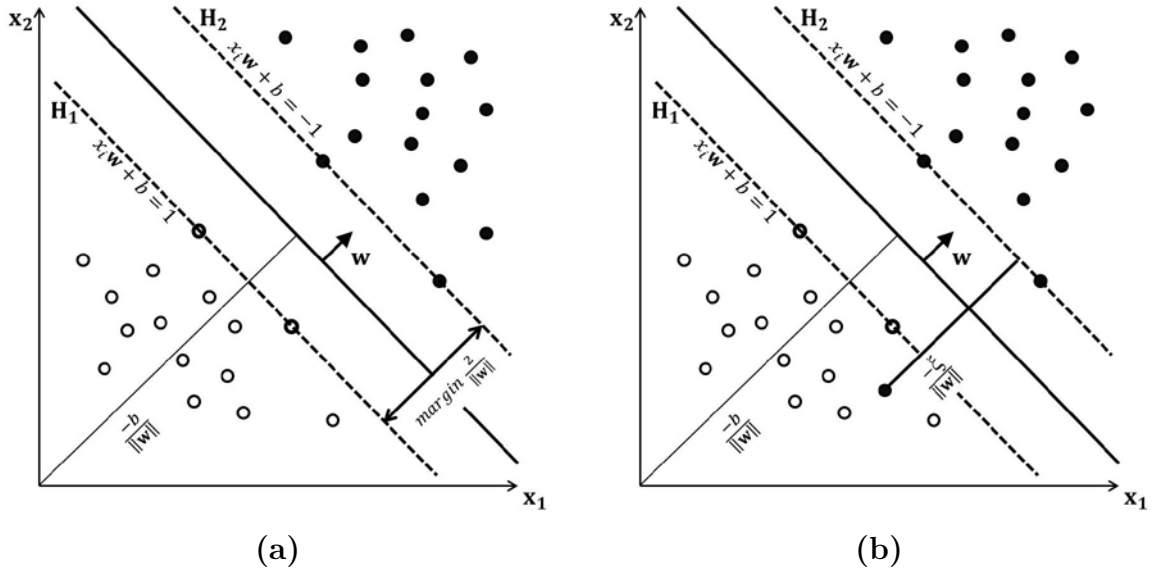 x₂
H₂
xᵢw + b = −1
H₁
xᵢw + b = 1
w
margin 2/‖w‖
−b/‖w‖
x₁
(a)
x₂
H₂
xᵢw + b = −1
H₁
xᵢw + b = 1
w
−ξ/‖w‖
−b/‖w‖
x₁
(b)